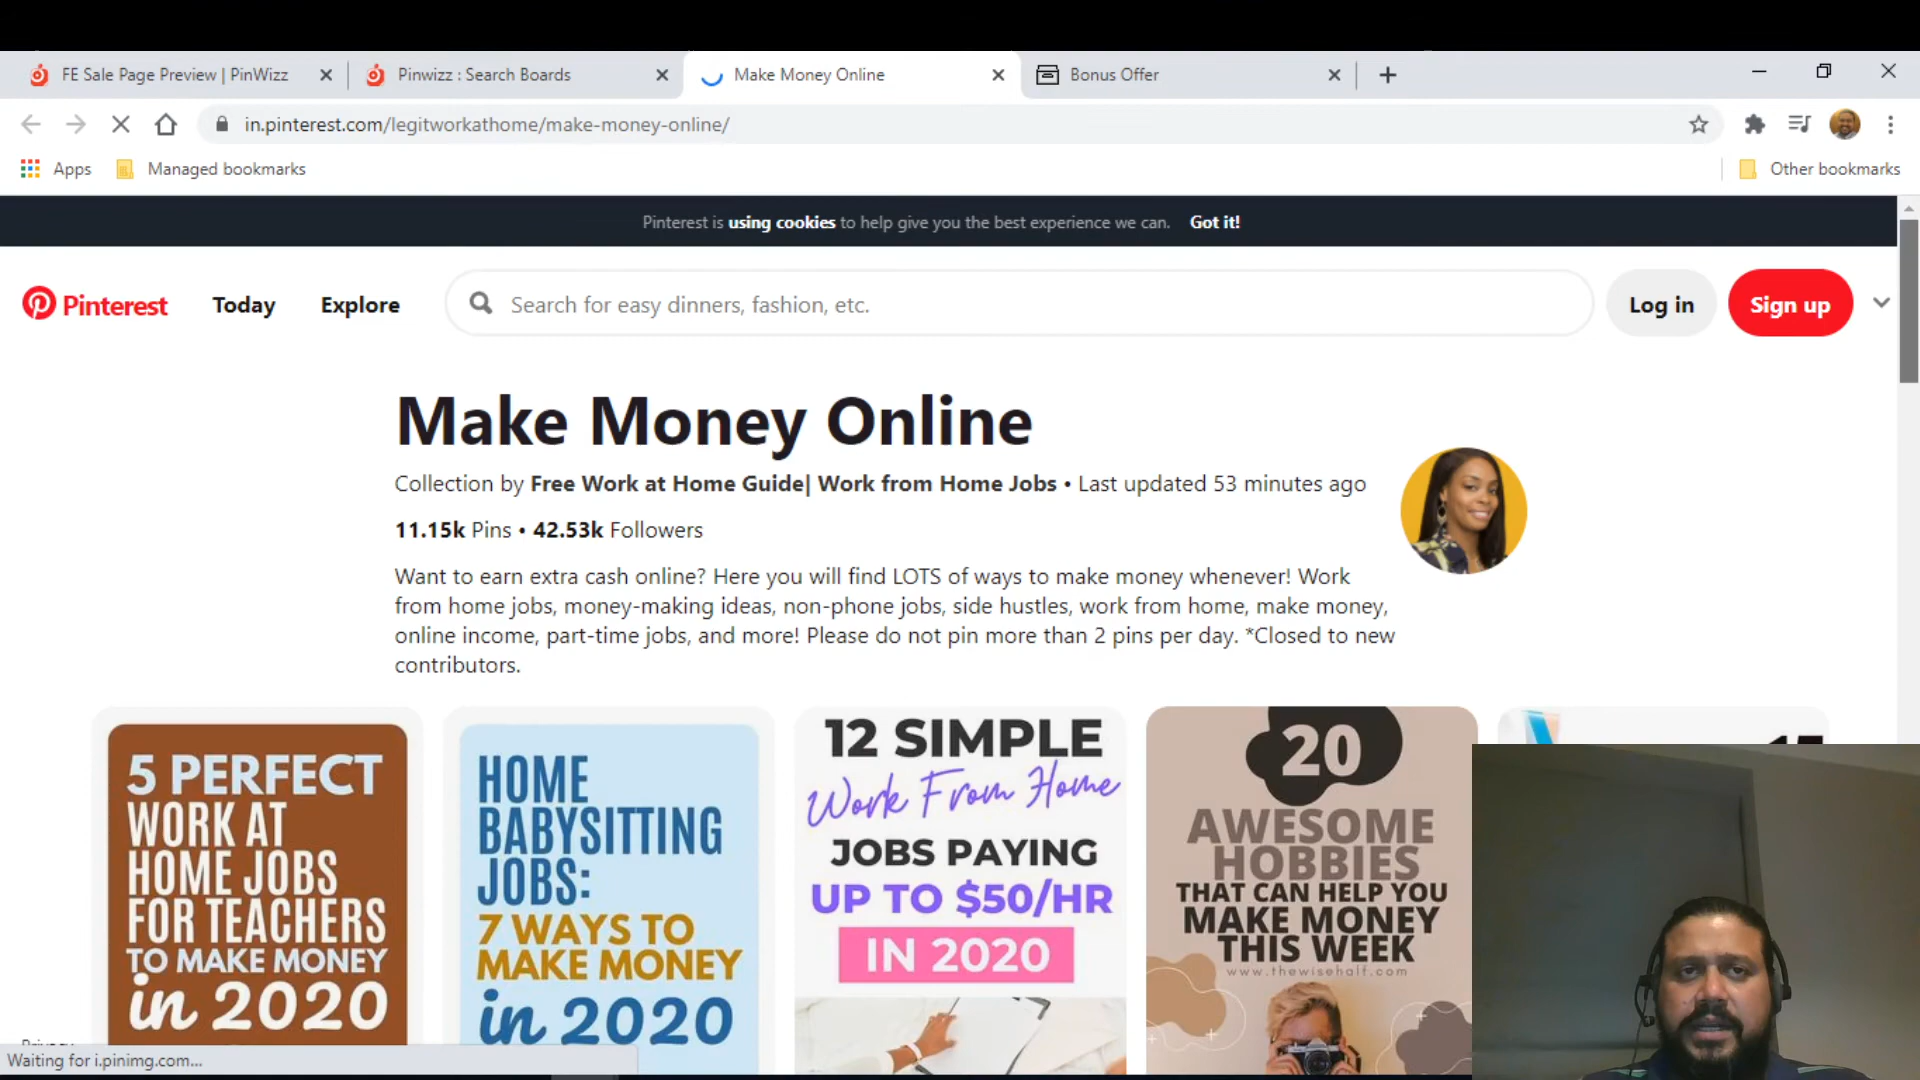 FE Sale Page Preview | PinWizz
Pinwizz : Search Boards
Make Money Online
Bonus Offer
in.pinterest.com/legitworkathome/make-money-online/
Apps
Managed bookmarks
Other bookmarks
Pinterest is using cookies to help give you the best experience we can. Got it!
Pinterest
Today
Explore
Search for easy dinners, fashion, etc.
Log in
Sign up
Make Money Online
Collection by Free Work at Home Guide| Work from Home Jobs • Last updated 53 minutes ago
11.15k Pins • 42.53k Followers
Want to earn extra cash online? Here you will find LOTS of ways to make money whenever! Work
from home jobs, money-making ideas, non-phone jobs, side hustles, work from home, make money,
online income, part-time jobs, and more! Please do not pin more than 2 pins per day. *Closed to new
contributors.
5 PERFECT
WORK AT
HOME JOBS
FOR TEACHERS
TO MAKE MONEY
in 2020
HOME
BABYSITTING
JOBS:
7 WAYS TO
MAKE MONEY
in 2020
12 SIMPLE
Work From Home
JOBS PAYING
UP TO $50/HR
IN 2020
20
AWESOME
HOBBIES
THAT CAN HELP YOU
MAKE MONEY
THIS WEEK
www.thewisehalf.com
Waiting for i.pinimg.com...